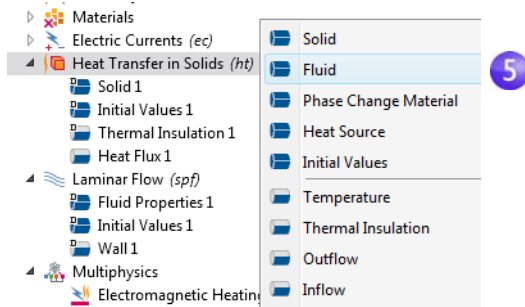 Materials
Electric Currents (ec)
Heat Transfer in Solids (ht)
Solid 1
Initial Values 1
Thermal Insulation 1
Heat Flux 1
Laminar Flow (spf)
Fluid Properties 1
Initial Values 1
Wall 1
Multiphysics
Electromagnetic Heating
Solid
Fluid
5
Phase Change Material
Heat Source
Initial Values
Temperature
Thermal Insulation
Outflow
Inflow